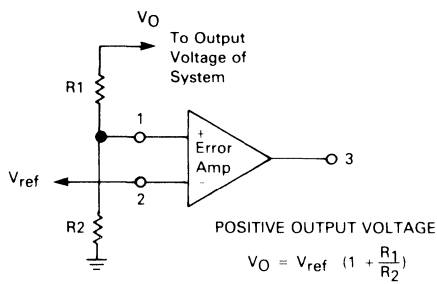 VO
To Output
Voltage of
System
R1
1
+
Error
Amp
3
Vref
-
2
R2
POSITIVE OUTPUT VOLTAGE
VO = Vref (1 + R1/R2)